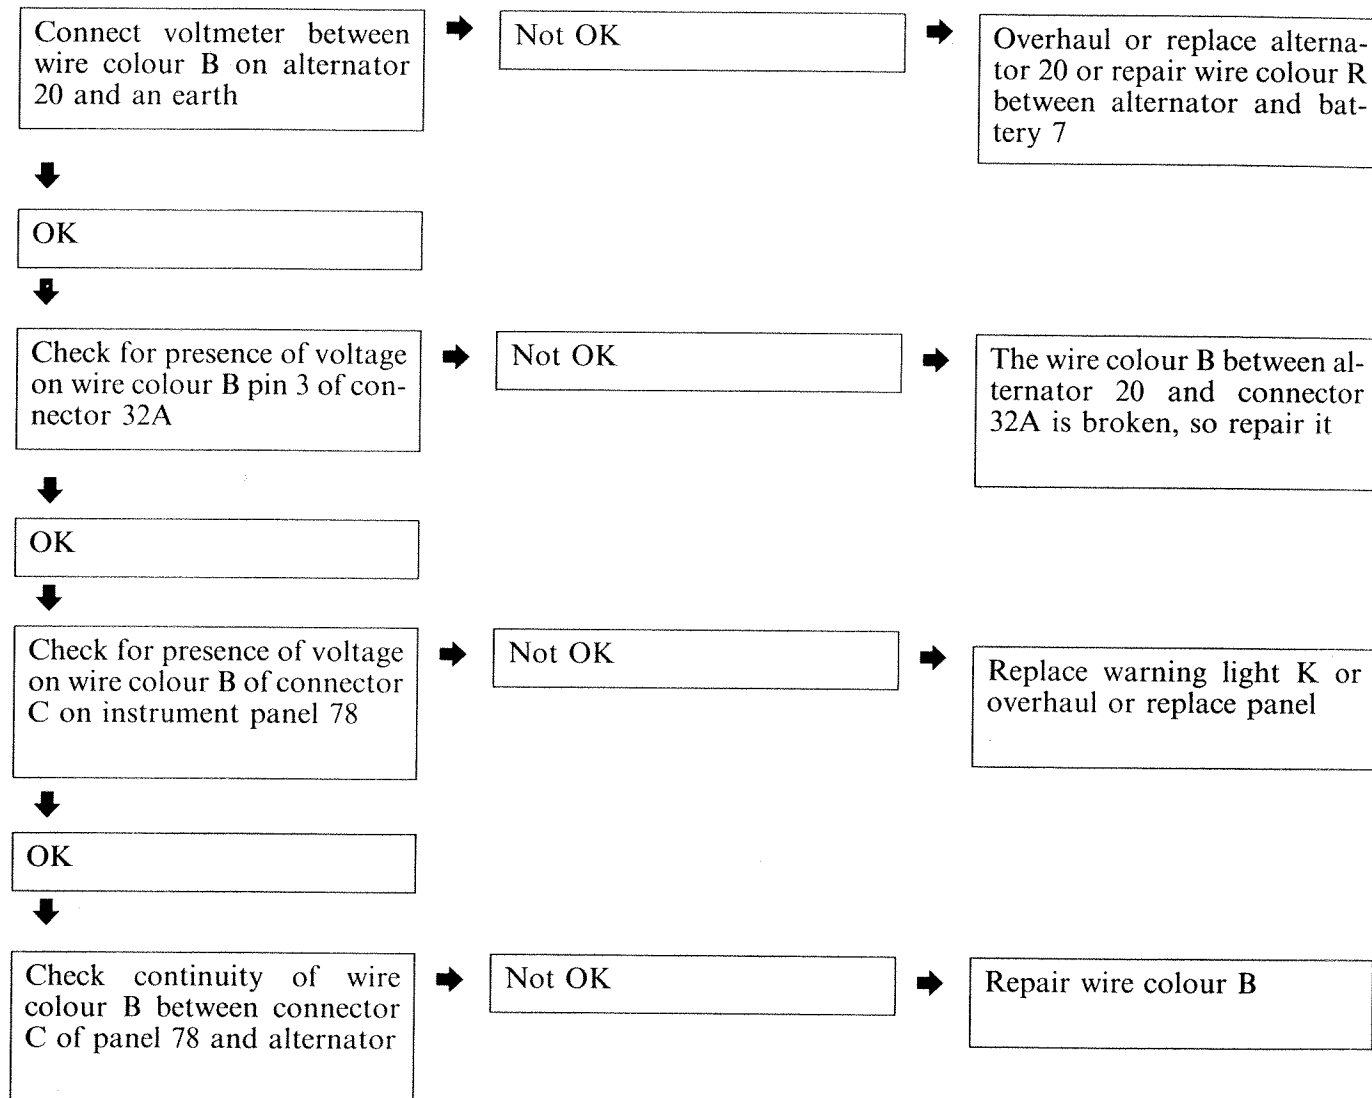 Connect voltmeter between
wire colour B on alternator
20 and an earth
Not OK
Overhaul or replace alterna-
tor 20 or repair wire colour R
between alternator and bat-
tery 7
OK
Check for presence of voltage
on wire colour B pin 3 of con-
nector 32A
Not OK
The wire colour B between al-
ternator 20 and connector
32A is broken, so repair it
OK
Check for presence of voltage
on wire colour B of connector
C on instrument panel 78
Not OK
Replace warning light K or
overhaul or replace panel
OK
Check continuity of wire
colour B between connector
C of panel 78 and alternator
Not OK
Repair wire colour B